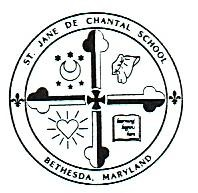 ST. JANE DE CHANTAL SCHOOL
BETHESDA, MARYLAND